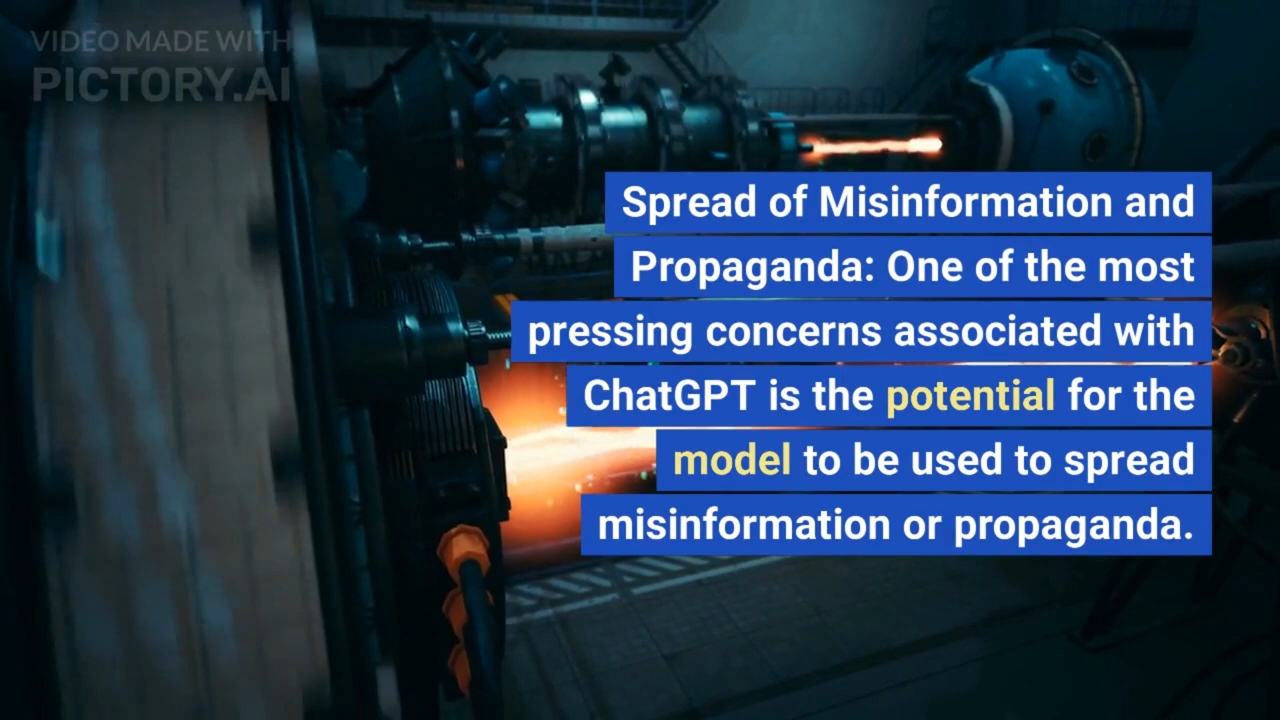 VIDEO MADE WITH
PICTORY.AI
Spread of Misinformation and
Propaganda: One of the most
pressing concerns associated with
ChatGPT is the potential for the
model to be used to spread
misinformation or propaganda.